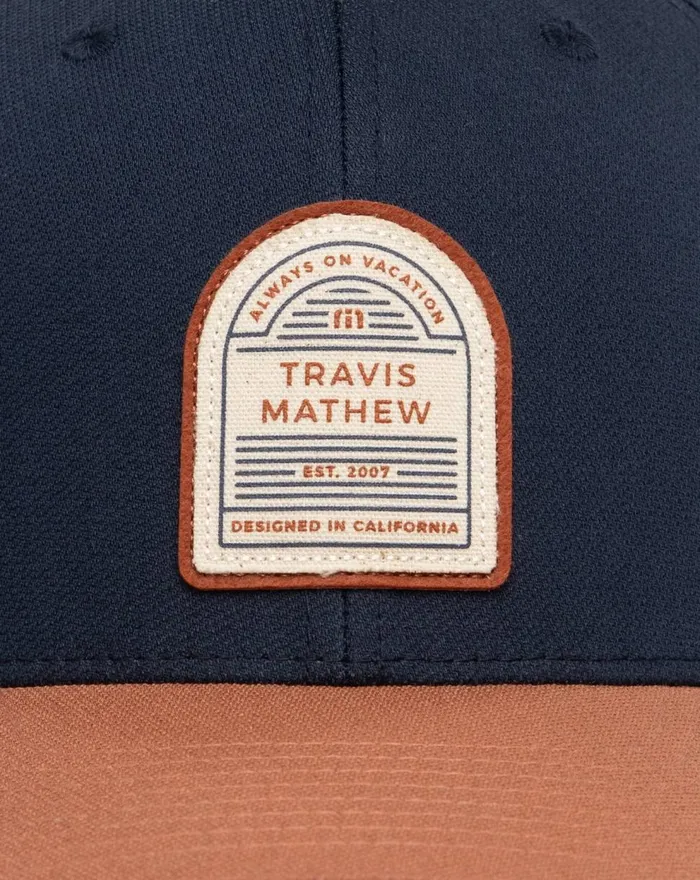 ALWAYS ON VACATION
TRAVIS
MATHEW
EST. 2007
DESIGNED IN CALIFORNIA